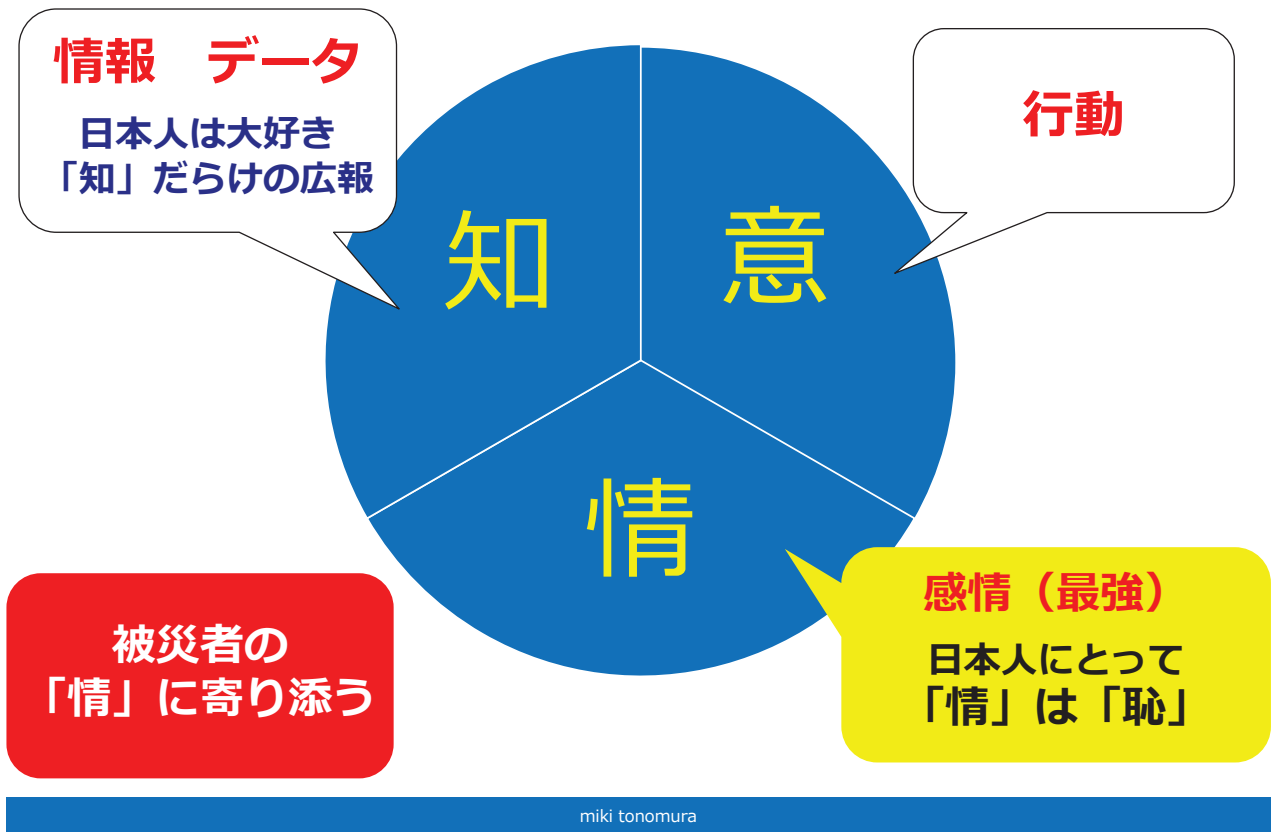 情報　データ
日本人は大好き
「知」だらけの広報
行動
知
意
情
感情（最強）
日本人にとって
「情」は「恥」
被災者の
「情」に寄り添う
miki tonomura